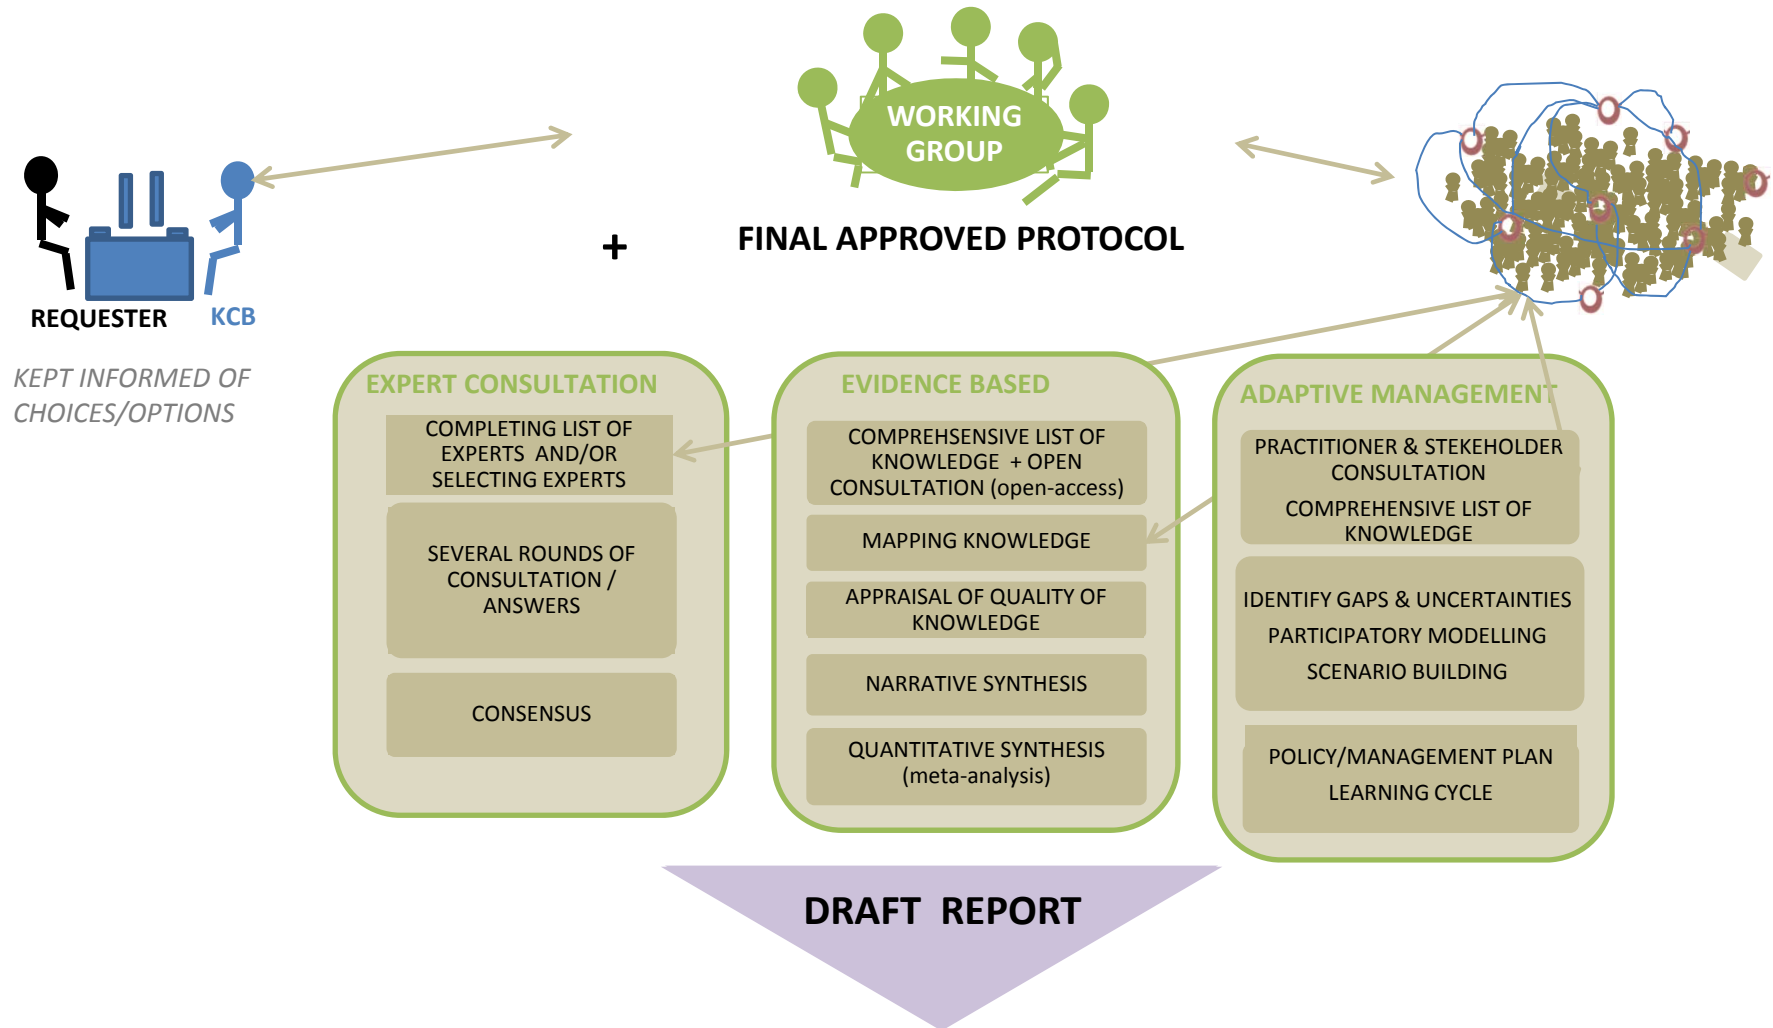 WORKING
GROUP
+
FINAL APPROVED PROTOCOL
REQUESTER
KCB
KEPT INFORMED OF
CHOICES/OPTIONS
EXPERT CONSULTATION
COMPLETING LIST OF
EXPERTS AND/OR
SELECTING EXPERTS
SEVERAL ROUNDS OF
CONSULTATION /
ANSWERS
CONSENSUS
EVIDENCE BASED
COMPREHSENSIVE LIST OF
KNOWLEDGE + OPEN
CONSULTATION (open-access)
MAPPING KNOWLEDGE
APPRAISAL OF QUALITY OF
KNOWLEDGE
NARRATIVE SYNTHESIS
QUANTITATIVE SYNTHESIS
(meta-analysis)
ADAPTIVE MANAGEMENT
PRACTITIONER & STEKEHOLDER
CONSULTATION
COMPREHENSIVE LIST OF
KNOWLEDGE
IDENTIFY GAPS & UNCERTAINTIES
PARTICIPATORY MODELLING
SCENARIO BUILDING
POLICY/MANAGEMENT PLAN
LEARNING CYCLE
DRAFT REPORT